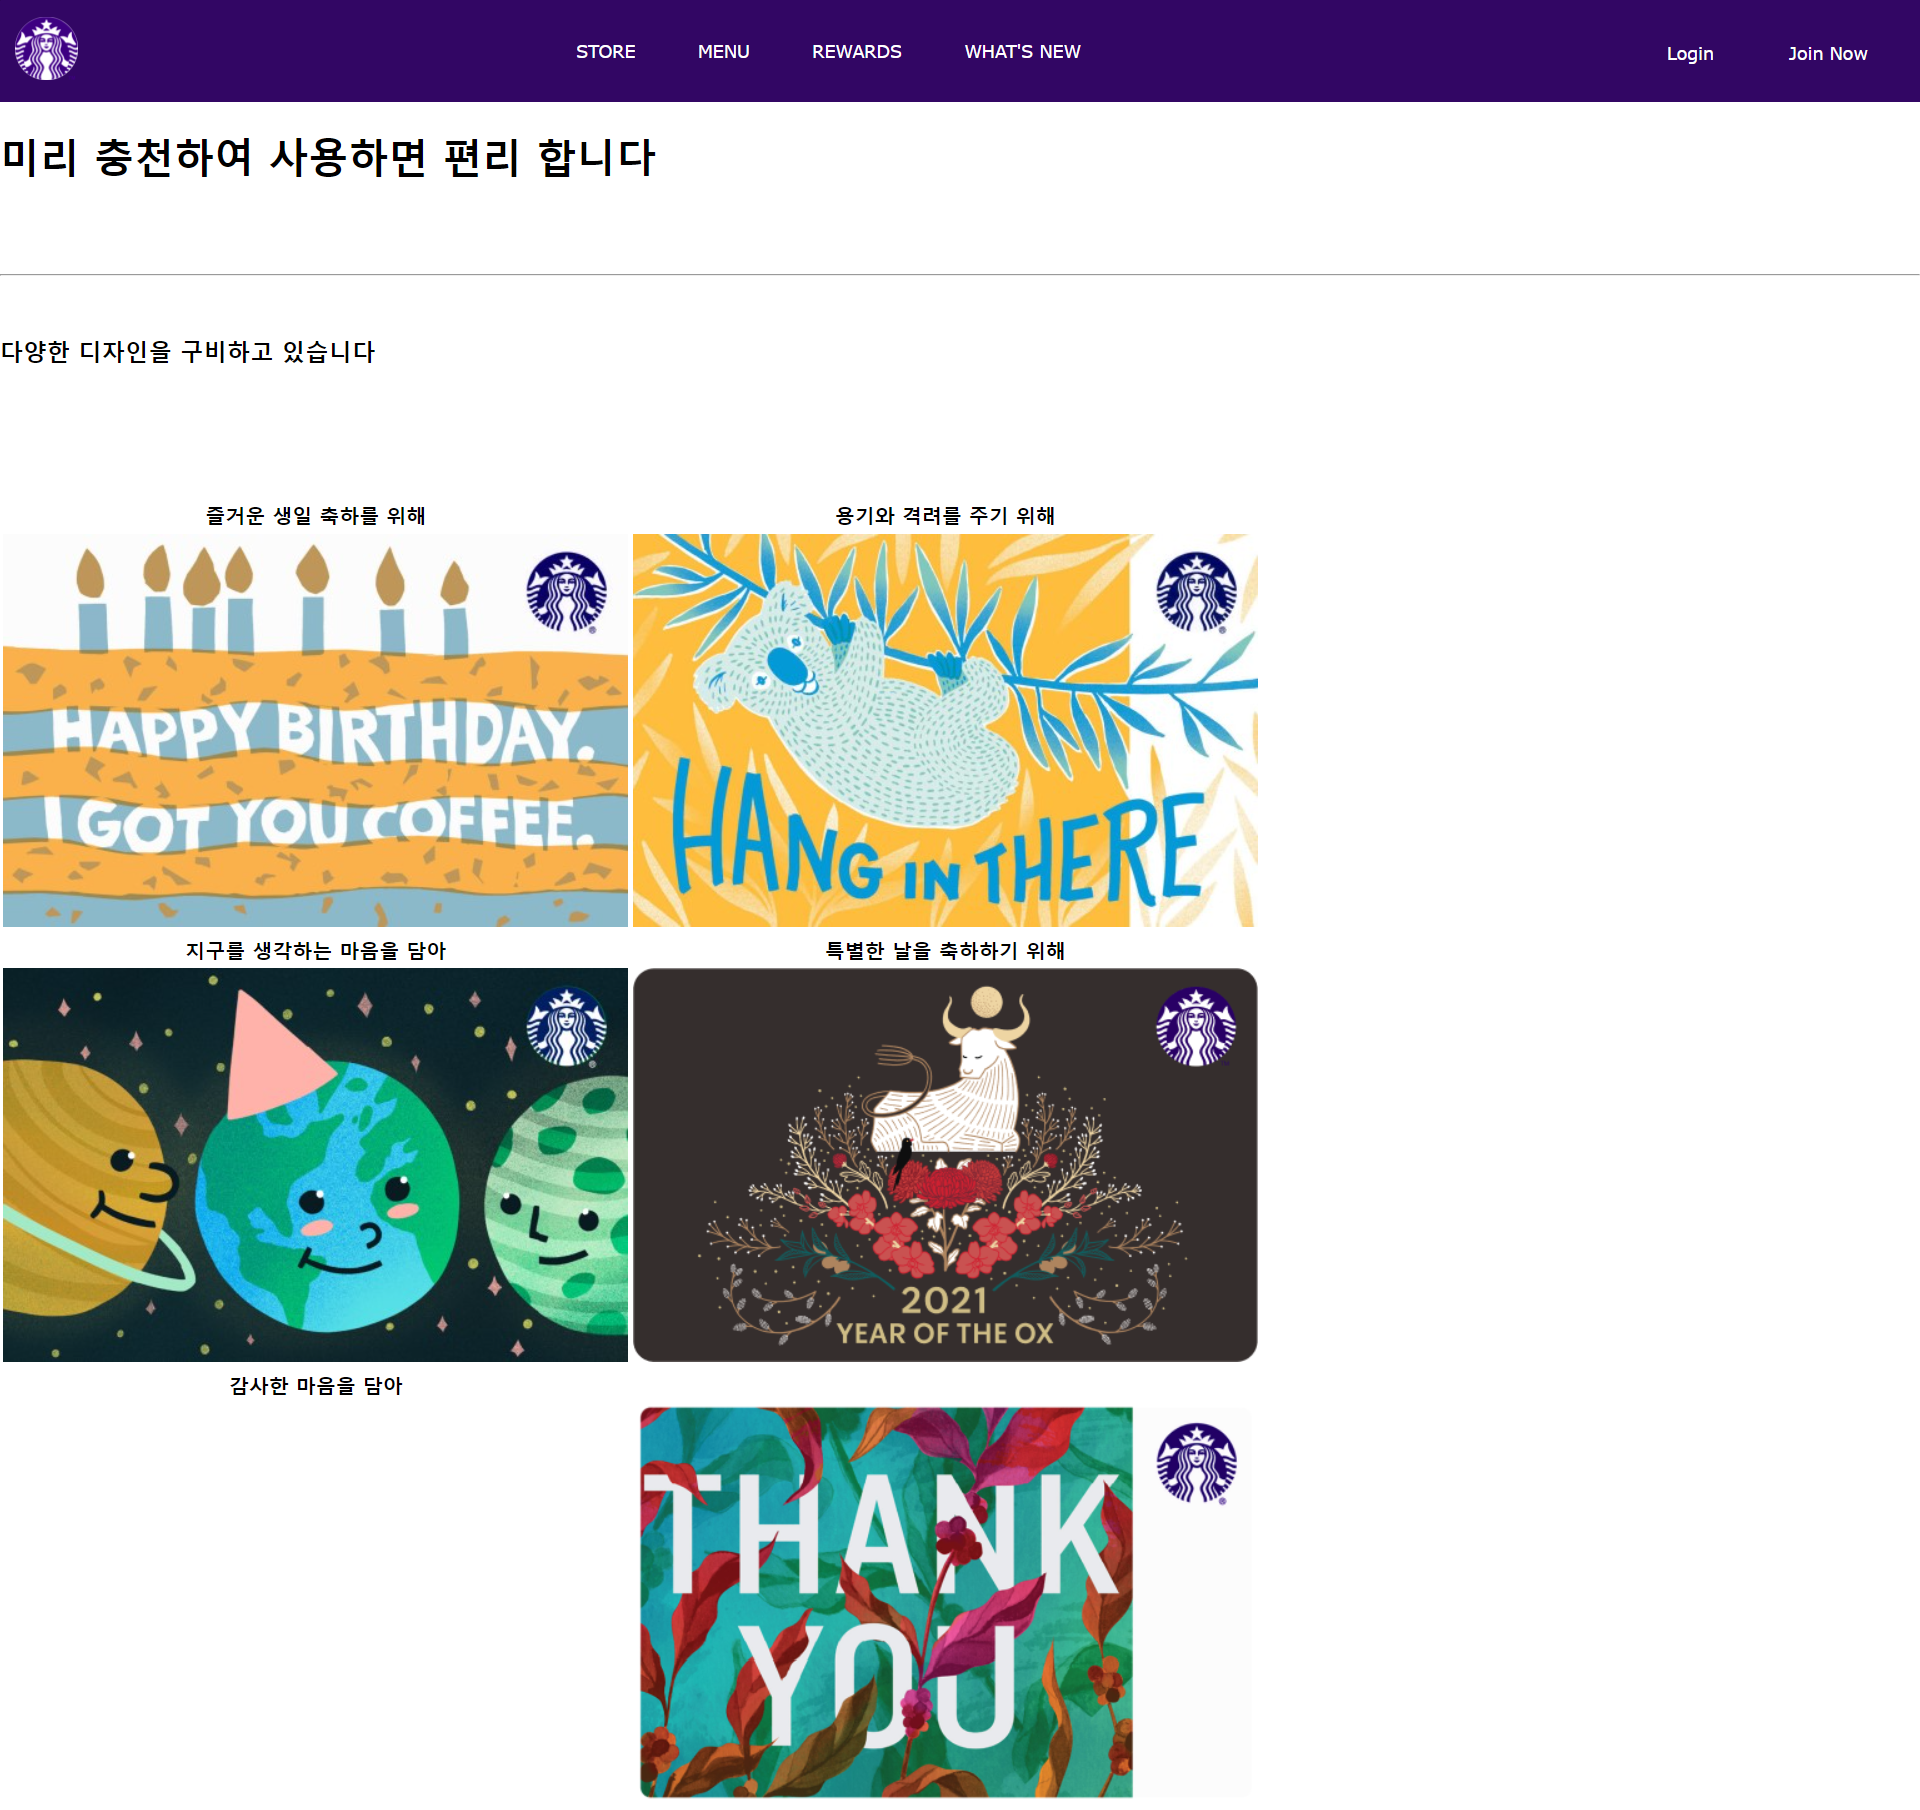 STORE MENU REWARDS WHAT'S NEW Login Join Now
미리 충천하여 사용하면 편리 합니다
다양한 디자인을 구비하고 있습니다
즐거운 생일 축하를 위해
용기와 격려를 주기 위해
HAPPY BIRTHDAY.
I GOT YOU COFFEE.
HANG IN THERE
지구를 생각하는 마음을 담아
특별한 날을 축하하기 위해
2021
YEAR OF THE OX
감사한 마음을 담아
THANK
YOU